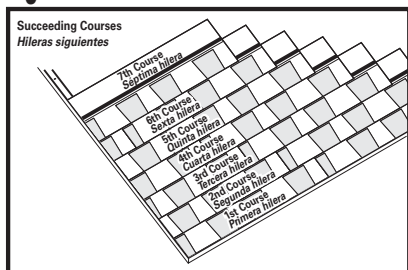 Succeeding Courses
Hileras siguientes
7th Course
Séptima hilera
6th Course
Sexta hilera
5th Course
Quinta hilera
4th Course
Cuarta hilera
3rd Course
Tercera hilera
2nd Course
Segunda hilera
1st Course
Primera hilera